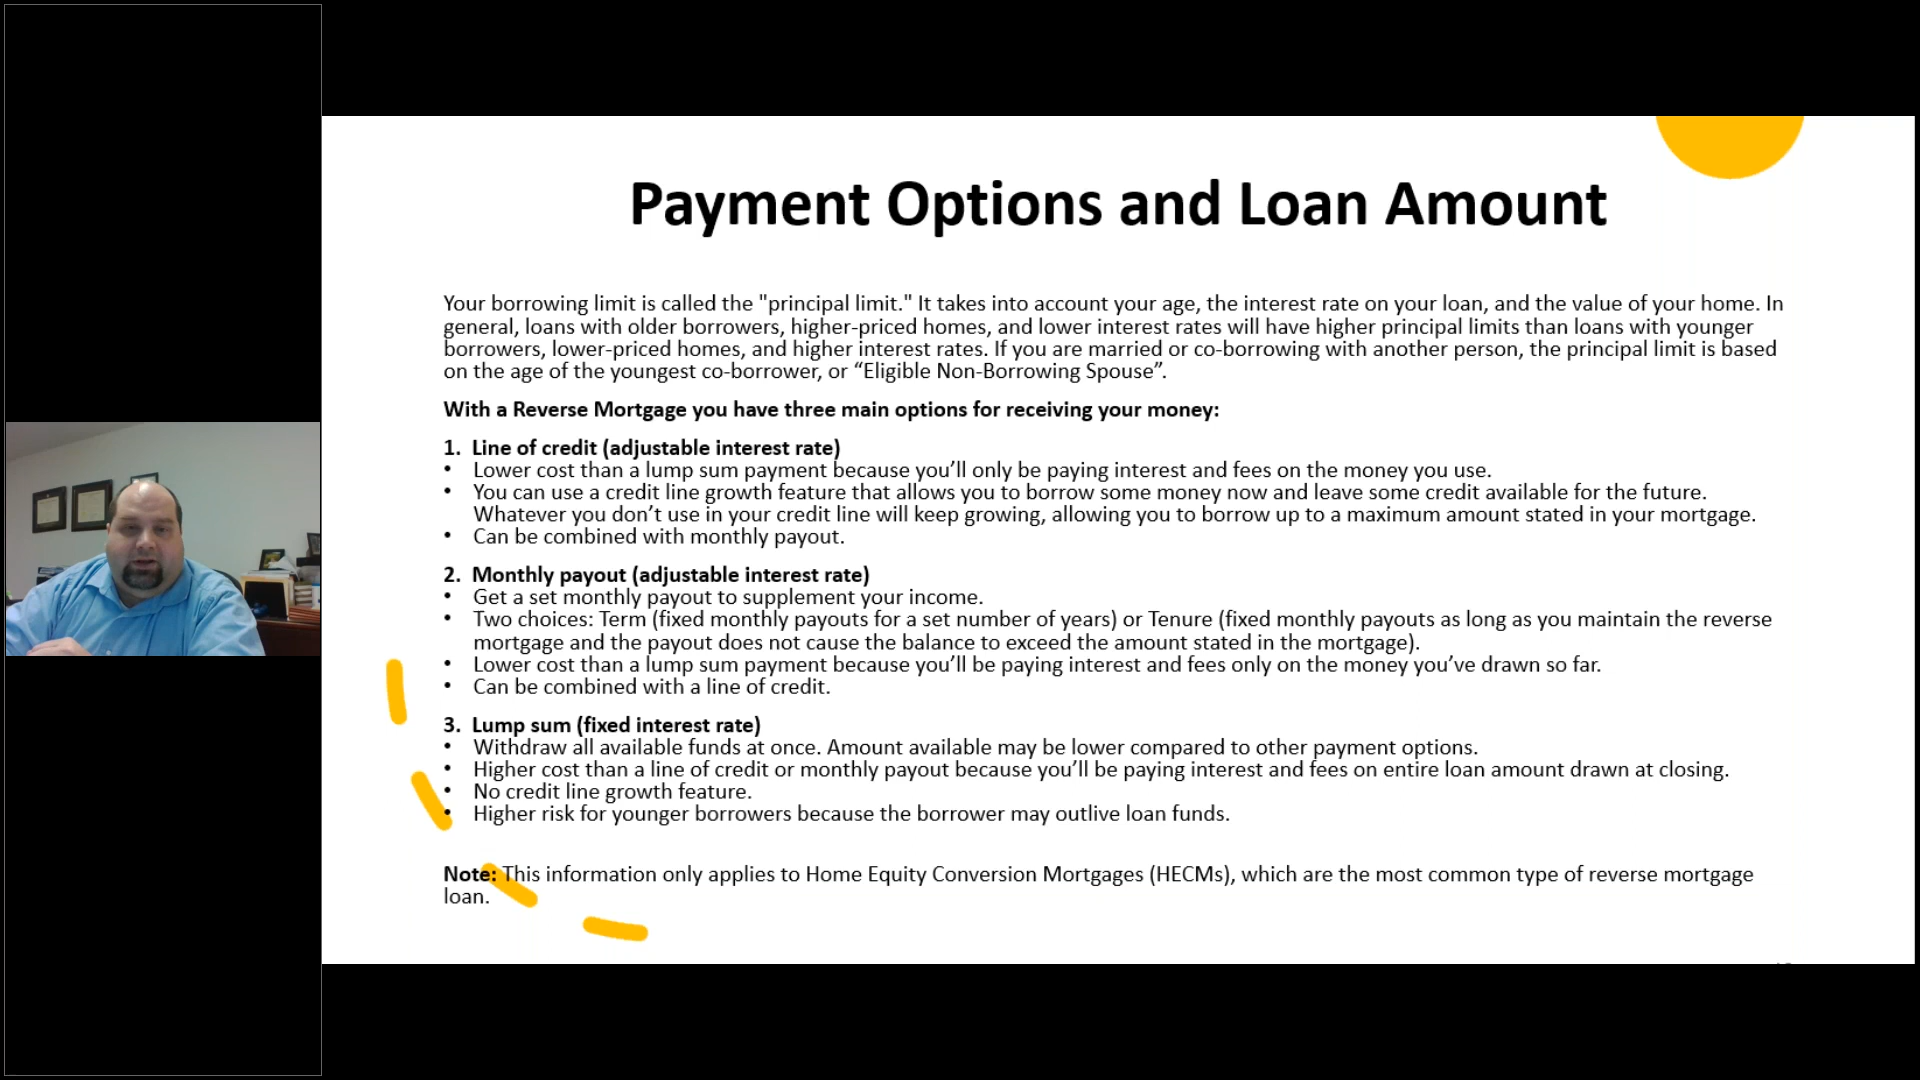 Payment Options and Loan Amount
Your borrowing limit is called the "principal limit." It takes into account your age, the interest rate on your loan, and the value of your home. In
general, loans with older borrowers, higher-priced homes, and lower interest rates will have higher principal limits than loans with younger
borrowers, lower-priced homes, and higher interest rates. If you are married or co-borrowing with another person, the principal limit is based
on the age of the youngest co-borrower, or “Eligible Non-Borrowing Spouse”.
With a Reverse Mortgage you have three main options for receiving your money:
1. Line of credit (adjustable interest rate)
• Lower cost than a lump sum payment because you’ll only be paying interest and fees on the money you use.
• You can use a credit line growth feature that allows you to borrow some money now and leave some credit available for the future.
Whatever you don’t use in your credit line will keep growing, allowing you to borrow up to a maximum amount stated in your mortgage.
• Can be combined with monthly payout.
2. Monthly payout (adjustable interest rate)
• Get a set monthly payout to supplement your income.
• Two choices: Term (fixed monthly payouts for a set number of years) or Tenure (fixed monthly payouts as long as you maintain the reverse
mortgage and the payout does not cause the balance to exceed the amount stated in the mortgage).
• Lower cost than a lump sum payment because you’ll be paying interest and fees only on the money you’ve drawn so far.
• Can be combined with a line of credit.
3. Lump sum (fixed interest rate)
• Withdraw all available funds at once. Amount available may be lower compared to other payment options.
• Higher cost than a line of credit or monthly payout because you’ll be paying interest and fees on entire loan amount drawn at closing.
• No credit line growth feature.
• Higher risk for younger borrowers because the borrower may outlive loan funds.
Note: This information only applies to Home Equity Conversion Mortgages (HECMs), which are the most common type of reverse mortgage
loan.